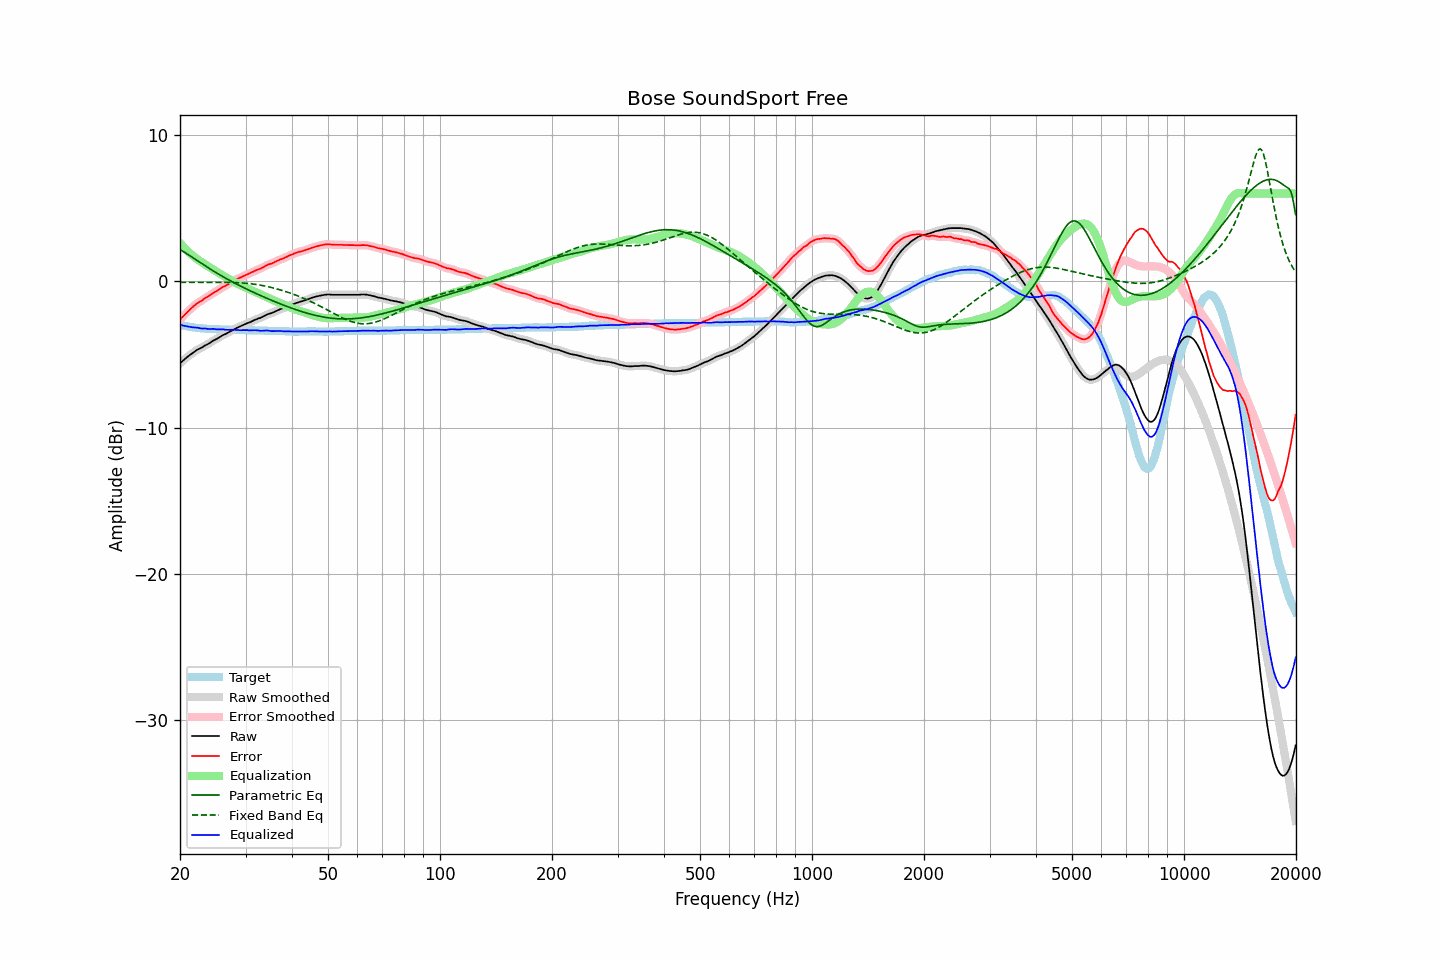 Bose SoundSport Free
10
0
−10
−20
−30
Amplitude (dBr)
Target
Raw Smoothed
Error Smoothed
Raw
Error
Equalization
Parametric Eq
Fixed Band Eq
Equalized
20 50 100 200 500 1000 2000 5000 10000 20000
Frequency (Hz)